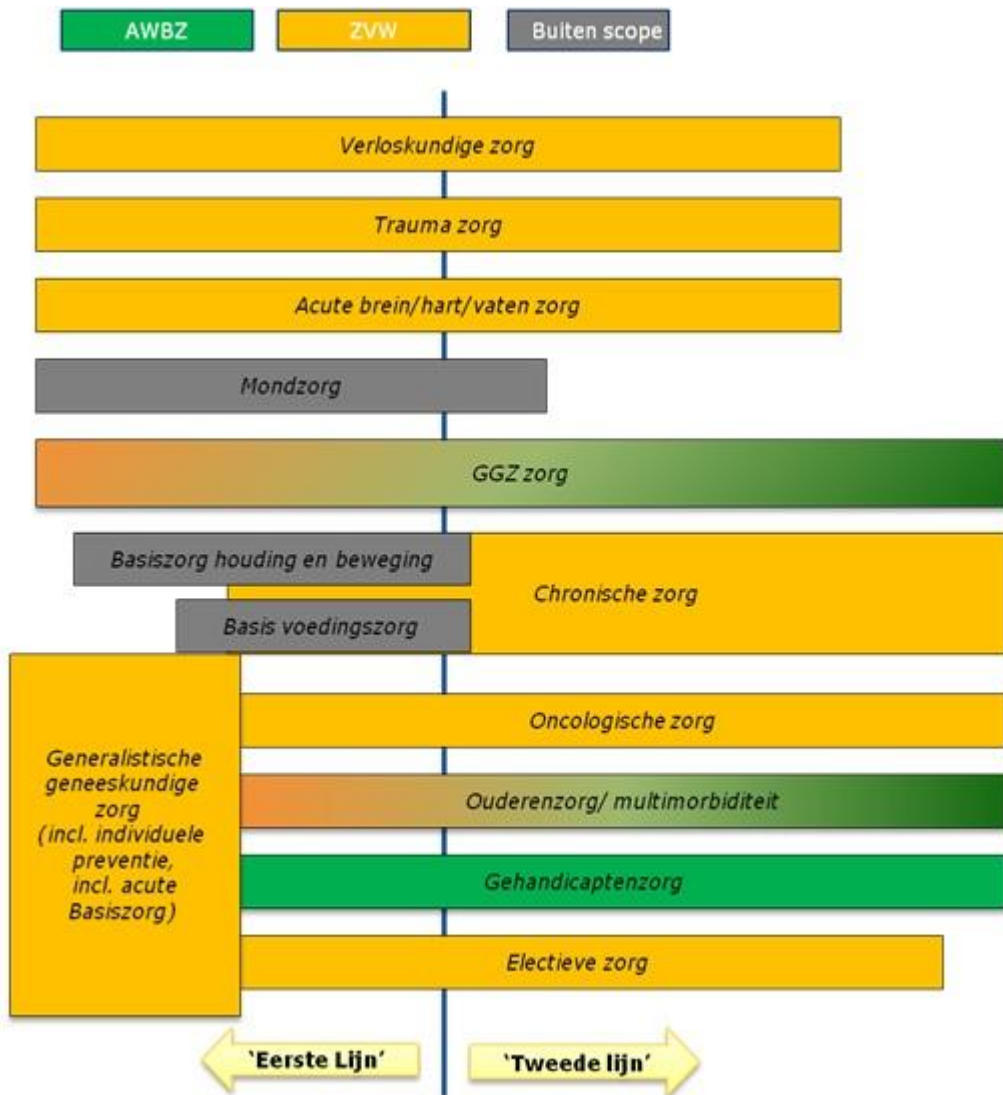 AWBZ
ZVW
Buiten scope
Verloskundige zorg
Trauma zorg
Acute brein/hart/vaten zorg
Mondzorg
GGZ zorg
Basiszorg houding en beweging
Chronische zorg
Basis voedingszorg
Oncologische zorg
Generalistische
geneeskundige
zorg
(incl. individuele
preventie,
incl. acute
Basiszorg)
Ouderenzorg/ multimorbiditeit
Gehandicaptenzorg
Electieve zorg
‘Eerste Lijn’
‘Tweede lijn’